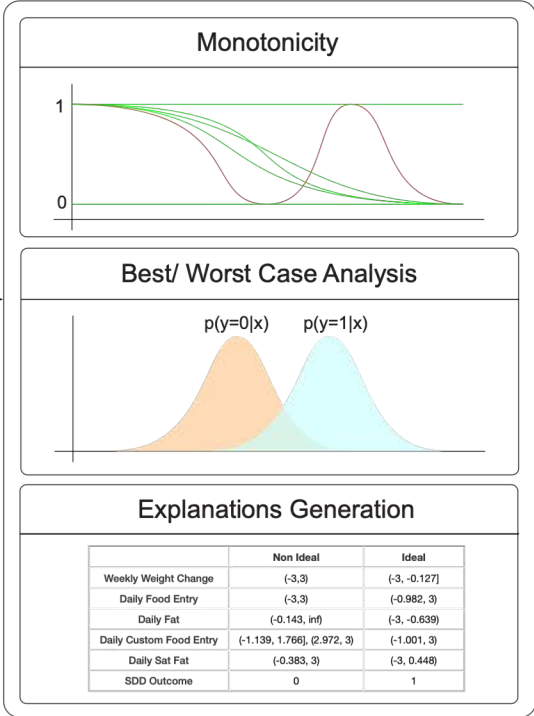 Monotonicity
1
0
Best/ Worst Case Analysis
p(y=0|x) p(y=1|x)
Explanations Generation
Non Ideal Ideal
Weekly Weight Change (-3,3) (-3, -0.127]
Daily Food Entry (-3,3) (-0.982, 3)
Daily Fat (-0.143, inf) (-3, -0.639)
Daily Custom Food Entry (-1.139, 1.766], (2.972, 3) (-1.001, 3)
Daily Sat Fat (-0.383, 3) (-3, 0.448)
SDD Outcome 0 1